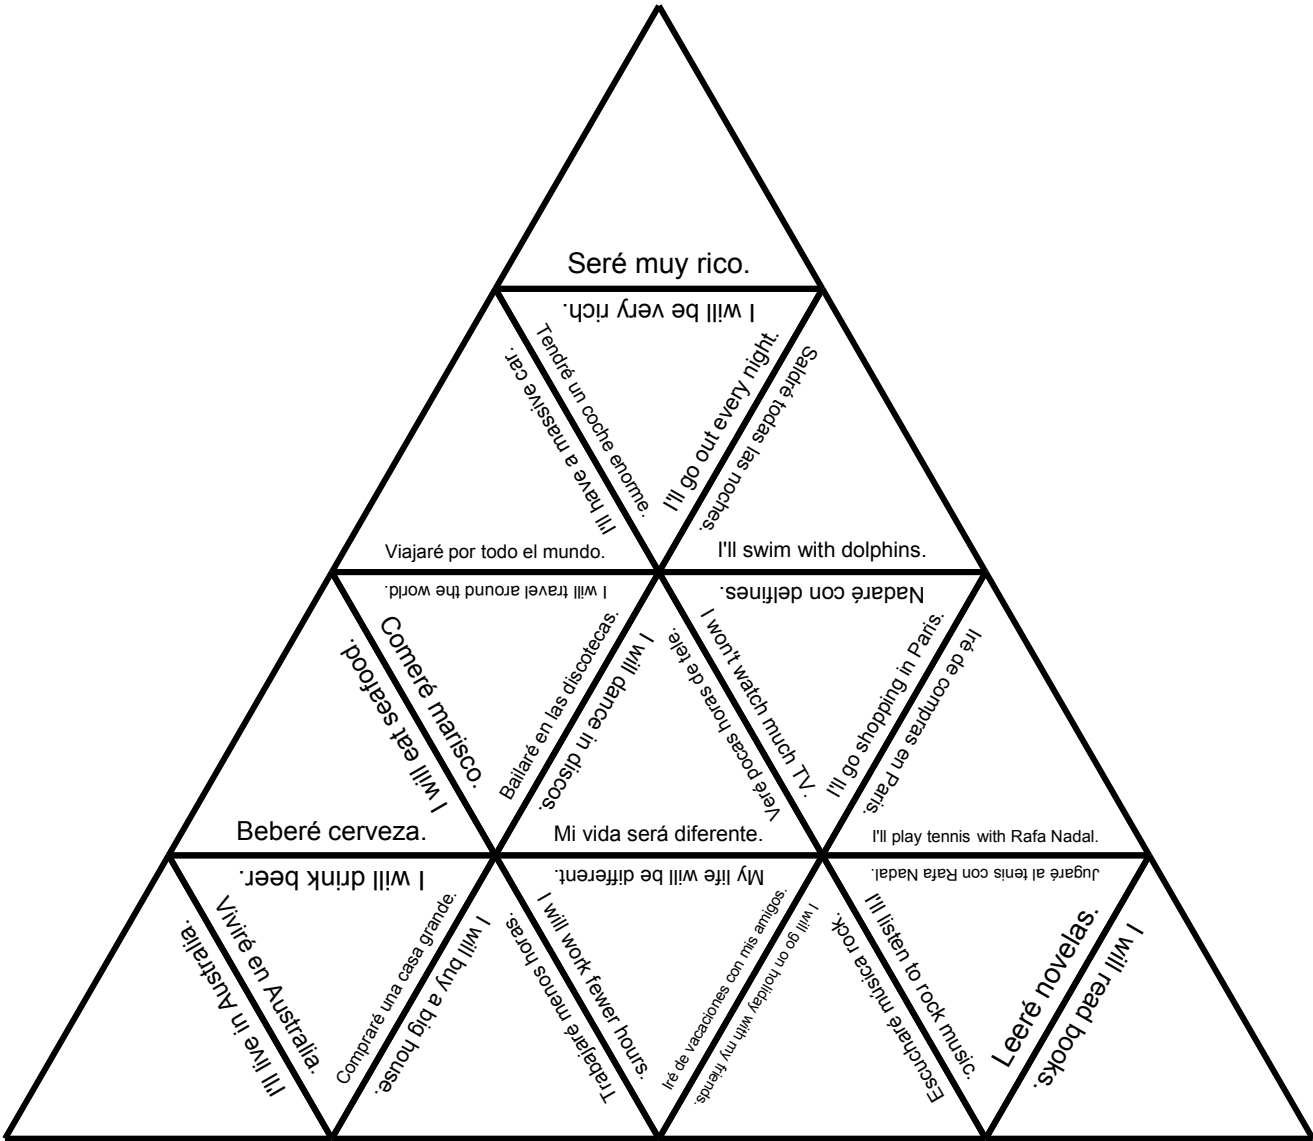 Seré muy rico.
I will be very rich.
Tendré un coche enorme.
I'll have a massive car.
I'll go out every night.
Saldré todas las noches.
Viajaré por todo el mundo.
I'll swim with dolphins.
I will travel around the world.
Nadaré con delfines.
Comeré marisco.
I will eat seafood.
Bailaré en las discotecas.
I will dance in discos.
I won't watch much TV.
Veré pocas horas de tele.
I'll go shopping in Paris.
Iré de compras en Paris.
Beberé cerveza.
Mi vida será diferente.
I'll play tennis with Rafa Nadal.
I will drink beer.
My life will be different.
Jugaré al tenis con Rafa Nadal.
Viviré en Australia.
I'll live in Australia.
Compraré una casa grande.
I will buy a big house.
I will work fewer hours.
Trabajaré menos horas.
Iré de vacaciones con mis amigos.
I will go on holiday with my friends.
I'll listen to rock music.
Escucharé música rock.
Leeré novelas.
I will read books.